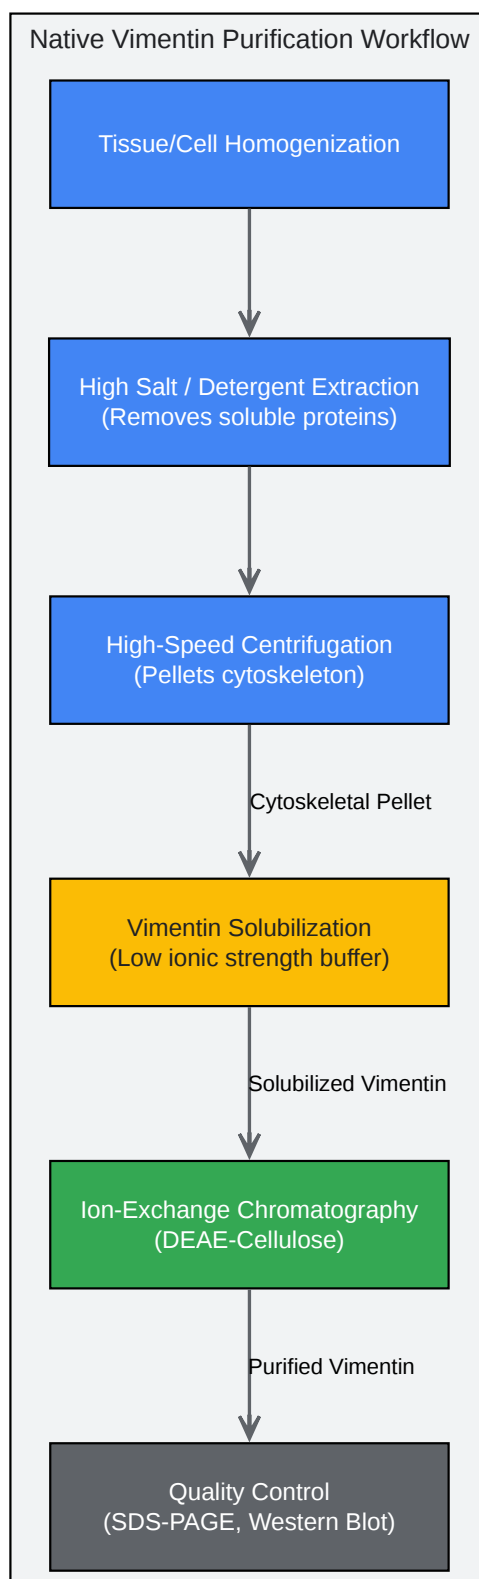 Native Vimentin Purification Workflow
Tissue/Cell Homogenization
High Salt / Detergent Extraction
(Removes soluble proteins)
High-Speed Centrifugation
(Pellets cytoskeleton)
Cytoskeletal Pellet
Vimentin Solubilization
(Low ionic strength buffer)
Solubilized Vimentin
Ion-Exchange Chromatography
(DEAE-Cellulose)
Purified Vimentin
Quality Control
(SDS-PAGE, Western Blot)